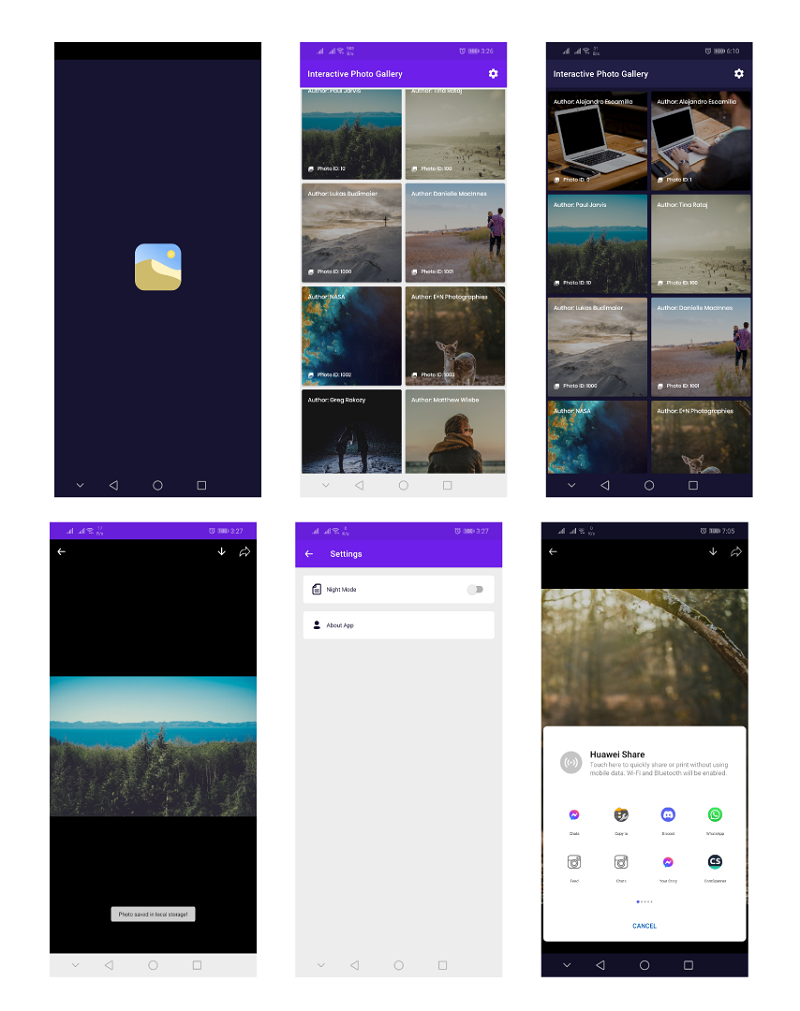 3:26
Interactive Photo Gallery
Author: Paul Jarvis
Author: Tina Rataj
Photo ID: 10
Photo ID: 100
Author: Lukas Budimaier
Author: Danielle MacInnes
Photo ID: 1000
Photo ID: 1001
Author: NASA
Author: E+N Photographies
Photo ID: 1002
Photo ID: 1003
Author: Greg Rakozy
Author: Matthew Wiebe
6:10
Interactive Photo Gallery
Author: Alejandro Escamilla
Author: Alejandro Escamilla
Photo ID: 0
Photo ID: 1
Author: Paul Jarvis
Author: Tina Rataj
Photo ID: 10
Photo ID: 100
Author: Lukas Budimaier
Author: Danielle MacInnes
Photo ID: 1000
Photo ID: 1001
Author: NASA
Author: E+N Photographies
3:27
Photo saved in local storage!
3:27
Settings
Night Mode
About App
7:05
Huawei Share
Touch here to quickly share or print without using
mobile data. Wi-Fi and Bluetooth will be enabled.
Chats
Copy to
Discord
WhatsApp
Feed
Chats
Your Story
CamScanner
CANCEL